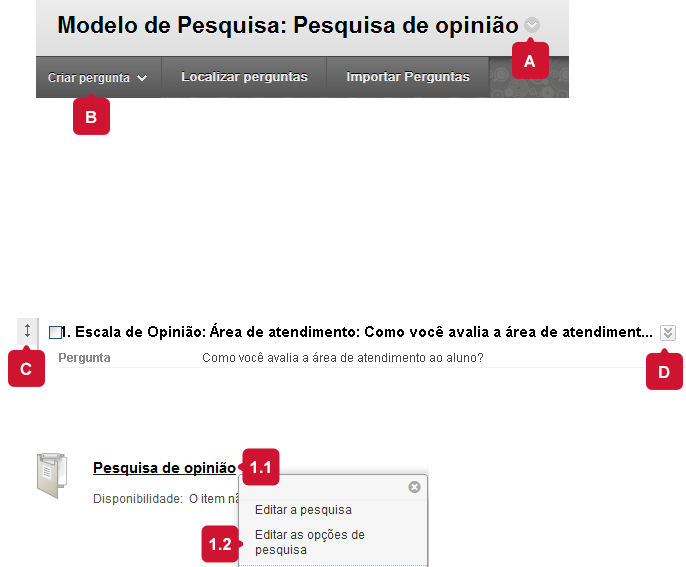 Modelo de Pesquisa: Pesquisa de opinião
A
Criar pergunta
Localizar perguntas
Importar Perguntas
B
1. Escala de Opinião: Área de atendimento: Como você avalia a área de atendiment...
C
Pergunta
Como você avalia a área de atendimento ao aluno?
D
Pesquisa de opinião
1.1
Disponibilidade: O item n
Editar a pesquisa
1.2
Editar as opções de
pesquisa